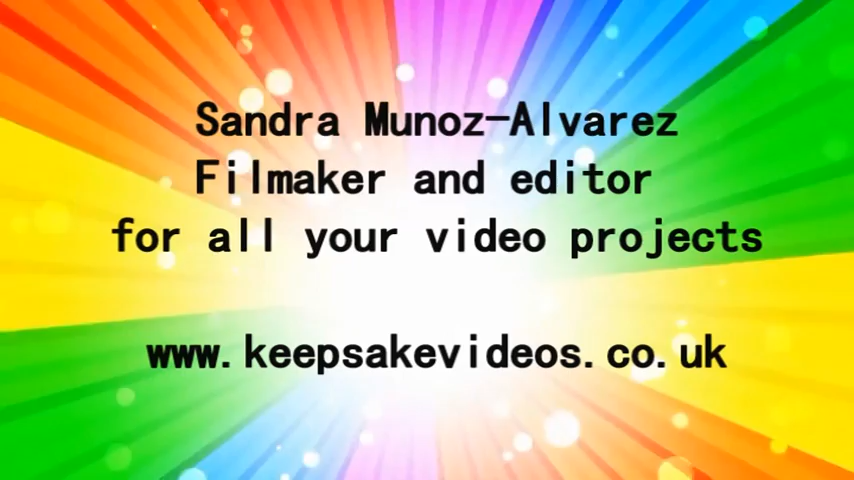 Sandra Munoz-Alvarez
Filmaker and editor
for all your video projects
www.keepsakevideos.co.uk